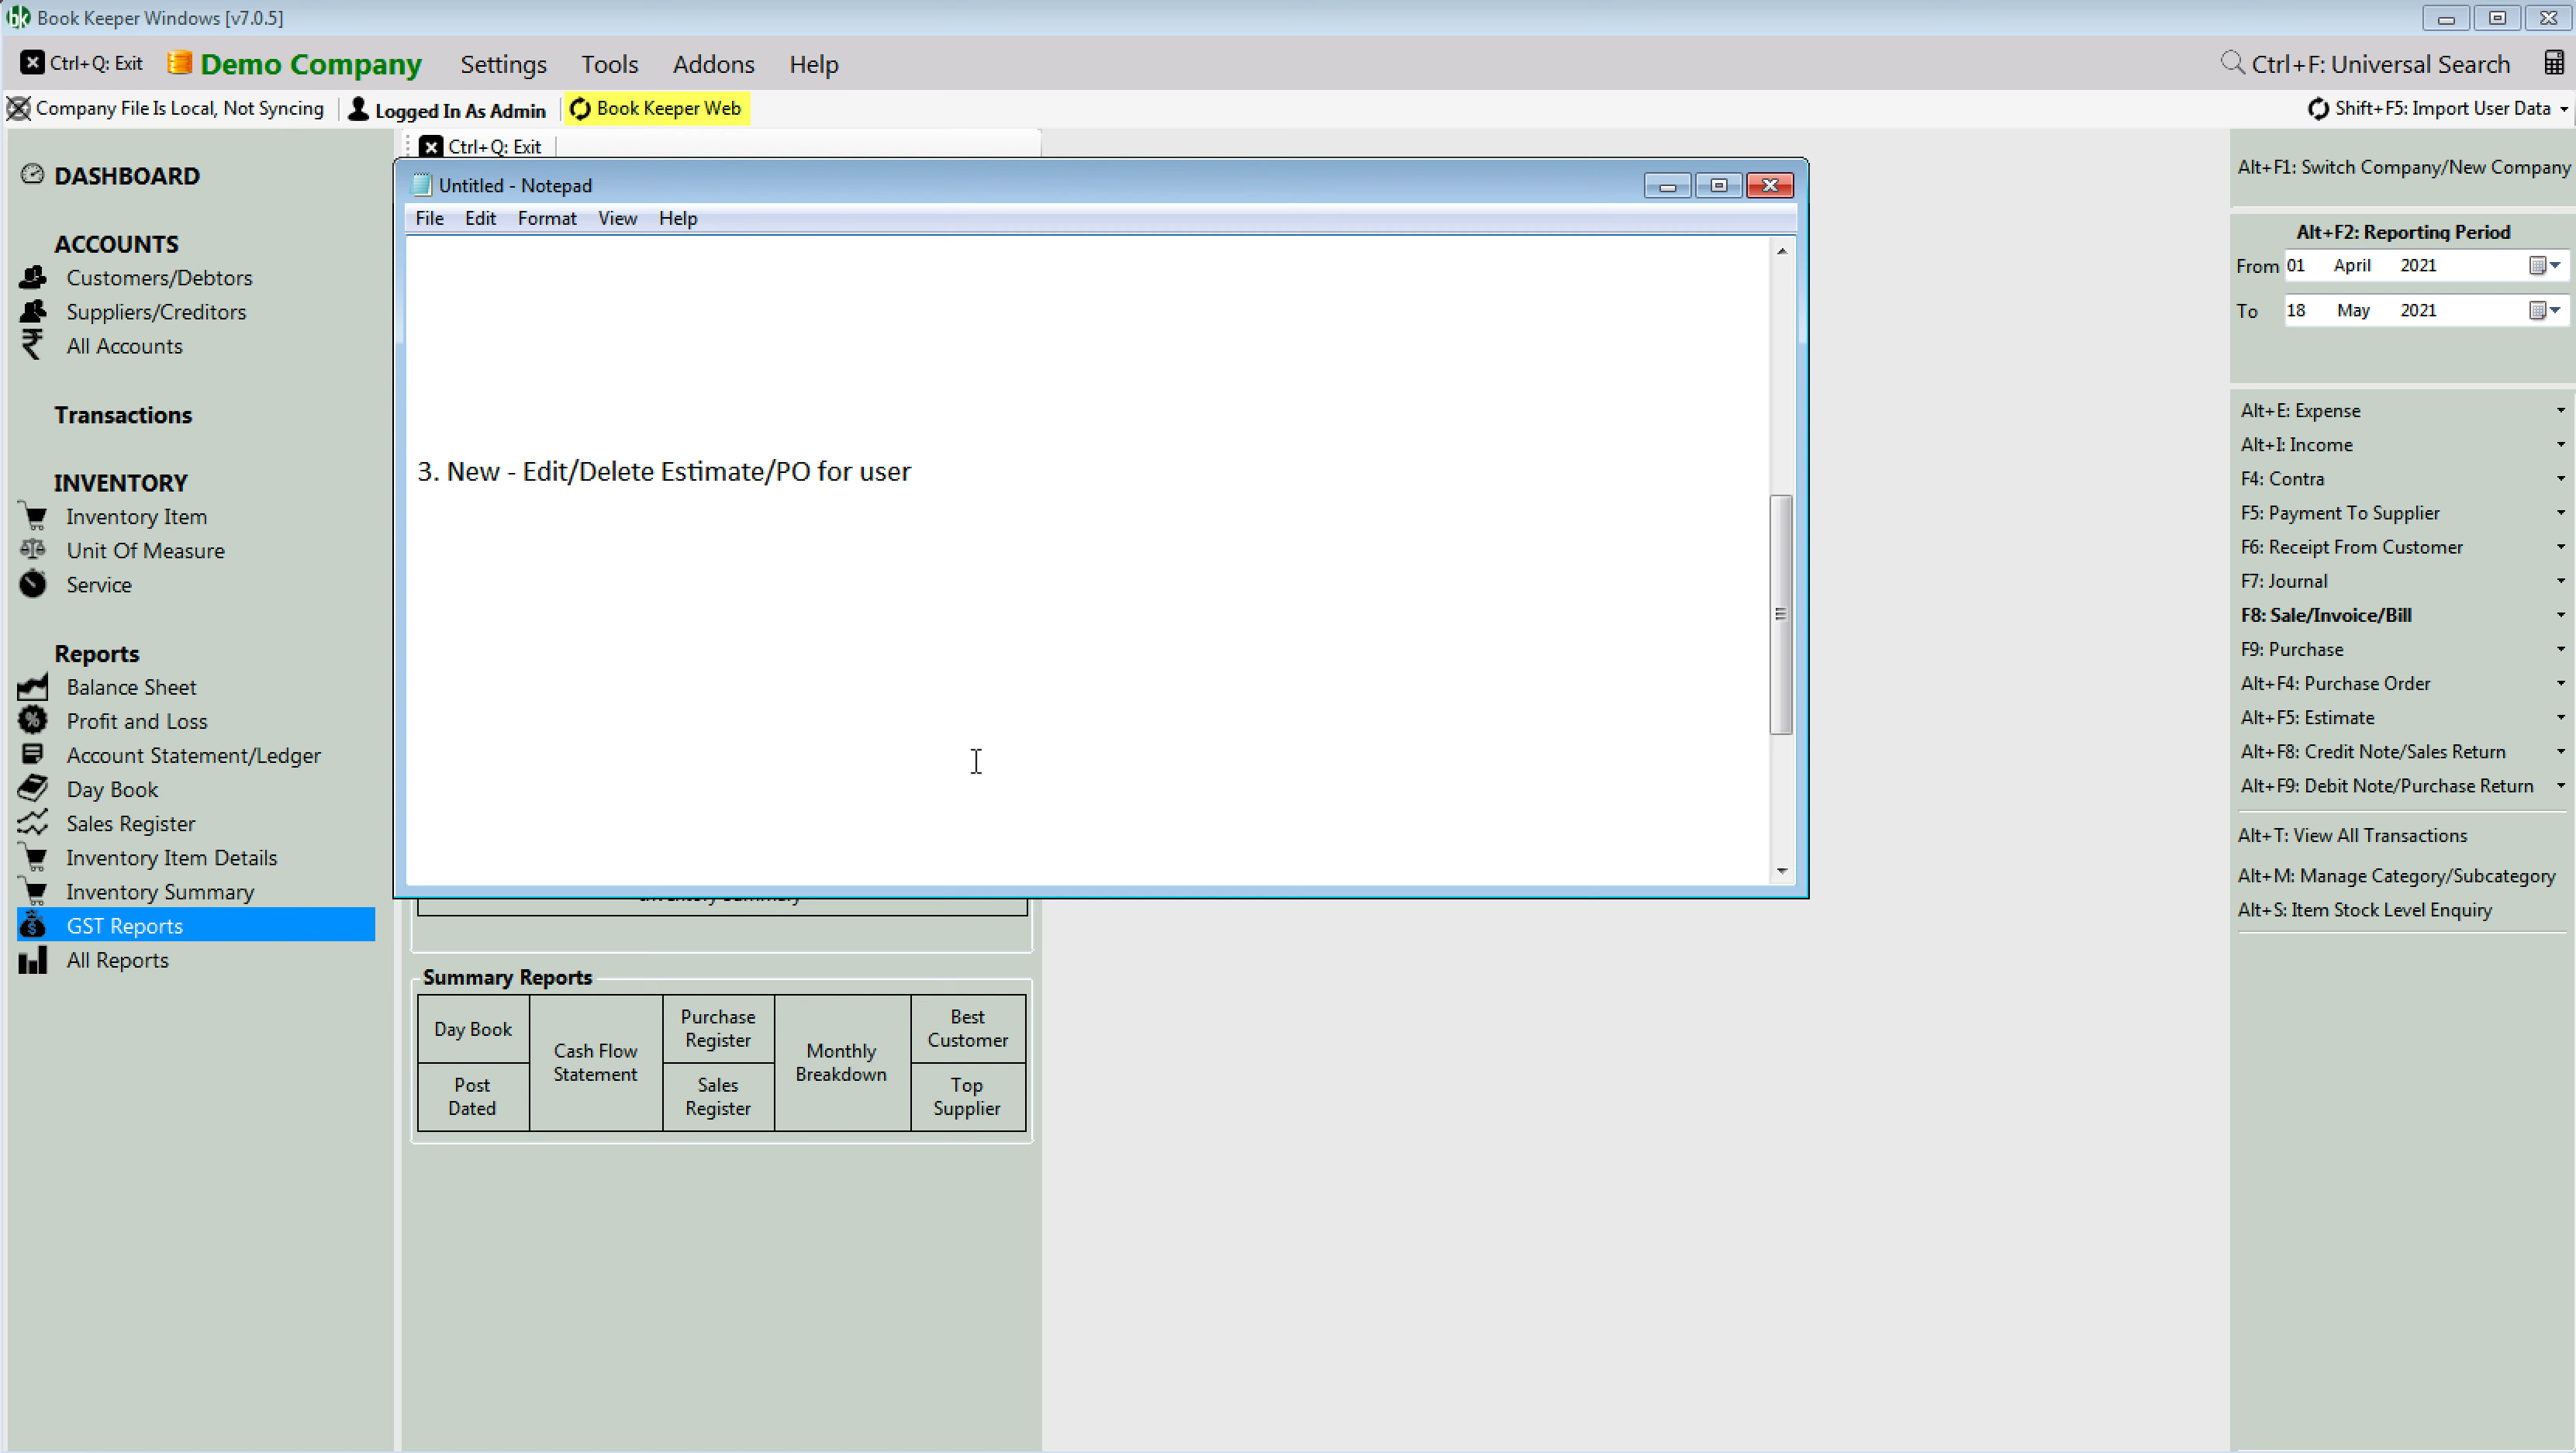 Book Keeper Windows [v7.0.5]
Ctrl+Q: Exit
Demo Company
Settings
Tools
Addons
Help
Ctrl+F: Universal Search
Company File Is Local, Not Syncing
Logged In As Admin
Book Keeper Web
Shift+F5: Import User Data
DASHBOARD
ACCOUNTS
Customers/Debtors
Suppliers/Creditors
All Accounts
Transactions
INVENTORY
Inventory Item
Unit Of Measure
Service
Reports
Balance Sheet
Profit and Loss
Account Statement/Ledger
Day Book
Sales Register
Inventory Item Details
Inventory Summary
GST Reports
All Reports
Ctrl+Q: Exit
Untitled - Notepad
File Edit Format View Help
3. New - Edit/Delete Estimate/PO for user
Inventory Summary
Summary Reports
Day Book
Post
Dated
Cash Flow
Statement
Purchase
Register
Sales
Register
Monthly
Breakdown
Best
Customer
Top
Supplier
Alt+F1: Switch Company/New Company
Alt+F2: Reporting Period
From 01 April 2021
To 18 May 2021
Alt+E: Expense
Alt+I: Income
F4: Contra
F5: Payment To Supplier
F6: Receipt From Customer
F7: Journal
F8: Sale/Invoice/Bill
F9: Purchase
Alt+F4: Purchase Order
Alt+F5: Estimate
Alt+F8: Credit Note/Sales Return
Alt+F9: Debit Note/Purchase Return
Alt+T: View All Transactions
Alt+M: Manage Category/Subcategory
Alt+S: Item Stock Level Enquiry